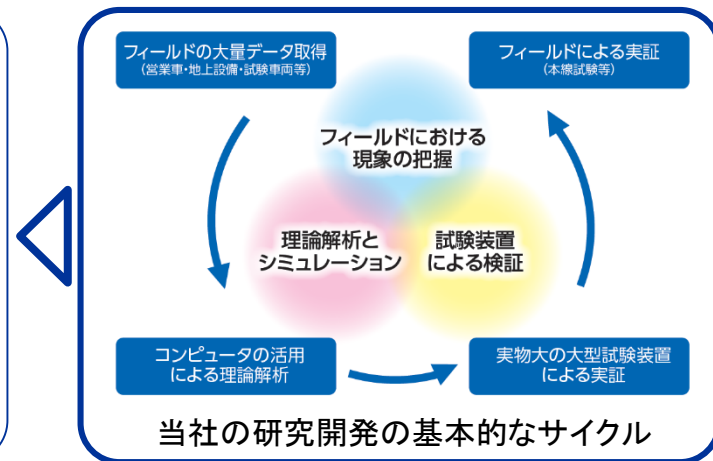 フィールドの大量データ取得
（営業車・地上設備・試験車両等）
フィールドによる実証
（本線試験等）
フィールドにおける
現象の把握
理論解析と
シミュレーション
試験装置
による検証
コンピュータの活用
による理論解析
実物大の大型試験装置
による実証
当社の研究開発の基本的なサイクル